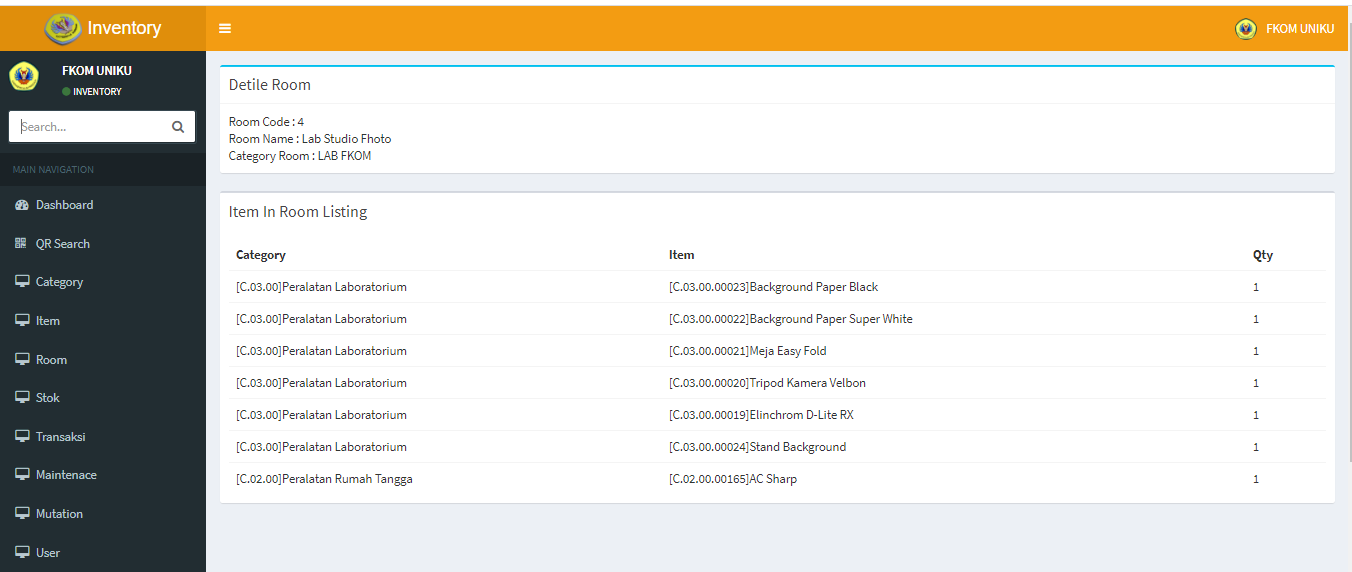 Inventory
FKOM UNIKU
FKOM UNIKU
INVENTORY
Search...
MAIN NAVIGATION
Dashboard
QR Search
Category
Item
Room
Stok
Transaksi
Maintenace
Mutation
User
Detile Room
Room Code : 4
Room Name : Lab Studio Fhoto
Category Room : LAB FKOM
Item In Room Listing
Category Item Qty
[C.03.00]Peralatan Laboratorium [C.03.00.00023]Background Paper Black 1
[C.03.00]Peralatan Laboratorium [C.03.00.00022]Background Paper Super White 1
[C.03.00]Peralatan Laboratorium [C.03.00.00021]Meja Easy Fold 1
[C.03.00]Peralatan Laboratorium [C.03.00.00020]Tripod Kamera Velbon 1
[C.03.00]Peralatan Laboratorium [C.03.00.00019]Elinchrom D-Lite RX 1
[C.03.00]Peralatan Laboratorium [C.03.00.00024]Stand Background 1
[C.02.00]Peralatan Rumah Tangga [C.02.00.00165]AC Sharp 1